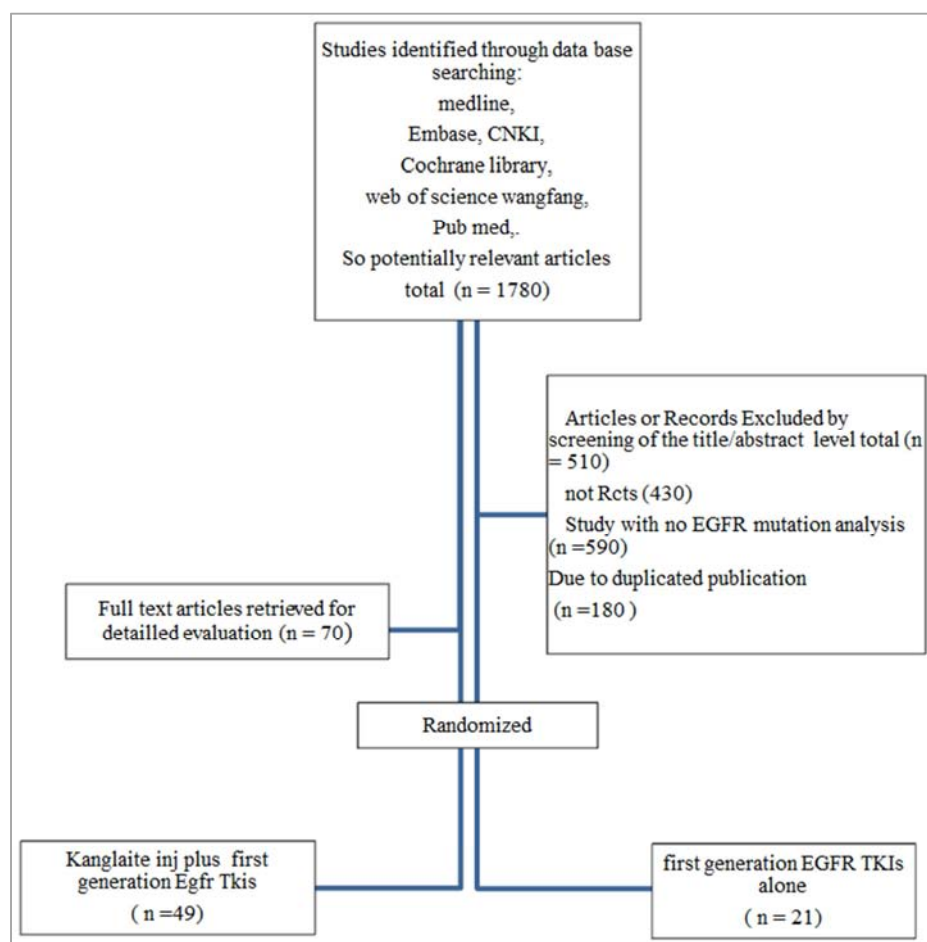 Studies identified through data base
searching:
medline,
Embase, CNKI,
Cochrane library,
web of science wangfang,
Pub med,.
So potentially relevant articles
total (n = 1780)
Articles or Records Excluded by
screening of the title/abstract level total (n
= 510)
not Rcts (430)
Study with no EGFR mutation analysis
(n =590)
Due to duplicated publication
(n =180 )
Full text articles retrieved for
detailled evaluation (n = 70)
Randomized
Kanglaite inj plus first
generation Egfr Tkis
( n =49)
first generation EGFR TKIs
alone
( n = 21)